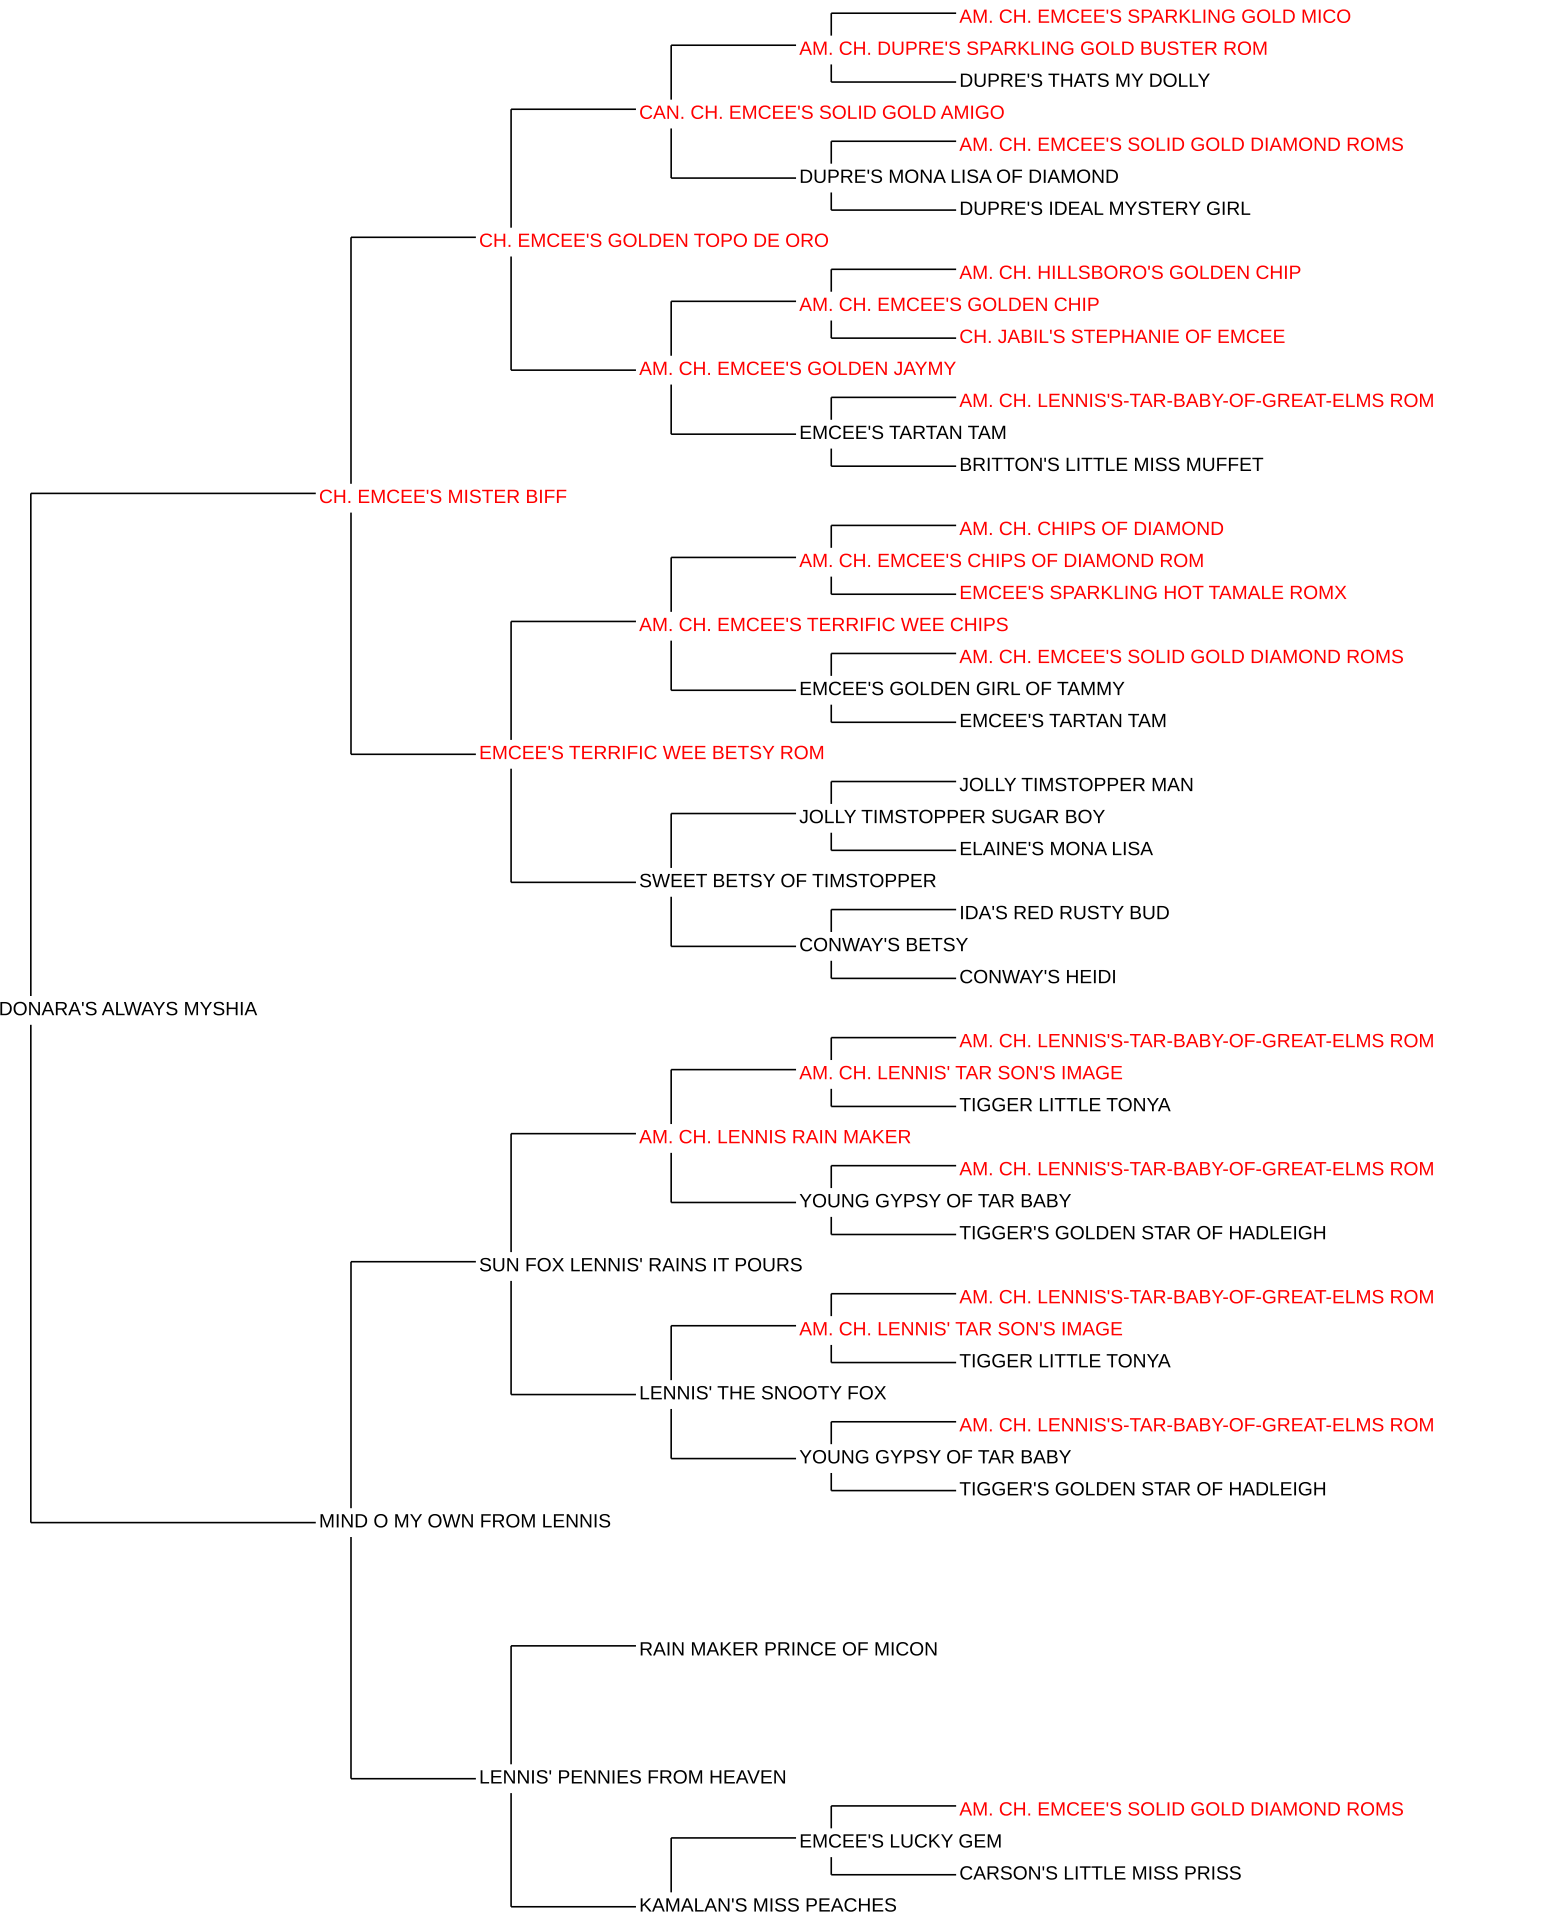 AM. CH. EMCEE'S SPARKLING GOLD MICO
AM. CH. DUPRE'S SPARKLING GOLD BUSTER ROM
DUPRE'S THATS MY DOLLY
CAN. CH. EMCEE'S SOLID GOLD AMIGO
AM. CH. EMCEE'S SOLID GOLD DIAMOND ROMS
DUPRE'S MONA LISA OF DIAMOND
DUPRE'S IDEAL MYSTERY GIRL
CH. EMCEE'S GOLDEN TOPO DE ORO
AM. CH. HILLSBORO'S GOLDEN CHIP
AM. CH. EMCEE'S GOLDEN CHIP
CH. JABIL'S STEPHANIE OF EMCEE
AM. CH. EMCEE'S GOLDEN JAYMY
AM. CH. LENNIS'S-TAR-BABY-OF-GREAT-ELMS ROM
EMCEE'S TARTAN TAM
BRITTON'S LITTLE MISS MUFFET
CH. EMCEE'S MISTER BIFF
AM. CH. CHIPS OF DIAMOND
AM. CH. EMCEE'S CHIPS OF DIAMOND ROM
EMCEE'S SPARKLING HOT TAMALE ROMX
AM. CH. EMCEE'S TERRIFIC WEE CHIPS
AM. CH. EMCEE'S SOLID GOLD DIAMOND ROMS
EMCEE'S GOLDEN GIRL OF TAMMY
EMCEE'S TARTAN TAM
EMCEE'S TERRIFIC WEE BETSY ROM
JOLLY TIMSTOPPER MAN
JOLLY TIMSTOPPER SUGAR BOY
ELAINE'S MONA LISA
SWEET BETSY OF TIMSTOPPER
IDA'S RED RUSTY BUD
CONWAY'S BETSY
CONWAY'S HEIDI
DONARA'S ALWAYS MYSHIA
AM. CH. LENNIS'S-TAR-BABY-OF-GREAT-ELMS ROM
AM. CH. LENNIS' TAR SON'S IMAGE
TIGGER LITTLE TONYA
AM. CH. LENNIS RAIN MAKER
AM. CH. LENNIS'S-TAR-BABY-OF-GREAT-ELMS ROM
YOUNG GYPSY OF TAR BABY
TIGGER'S GOLDEN STAR OF HADLEIGH
SUN FOX LENNIS' RAINS IT POURS
AM. CH. LENNIS'S-TAR-BABY-OF-GREAT-ELMS ROM
AM. CH. LENNIS' TAR SON'S IMAGE
TIGGER LITTLE TONYA
LENNIS' THE SNOOTY FOX
AM. CH. LENNIS'S-TAR-BABY-OF-GREAT-ELMS ROM
YOUNG GYPSY OF TAR BABY
TIGGER'S GOLDEN STAR OF HADLEIGH
MIND O MY OWN FROM LENNIS
RAIN MAKER PRINCE OF MICON
LENNIS' PENNIES FROM HEAVEN
AM. CH. EMCEE'S SOLID GOLD DIAMOND ROMS
EMCEE'S LUCKY GEM
CARSON'S LITTLE MISS PRISS
KAMALAN'S MISS PEACHES